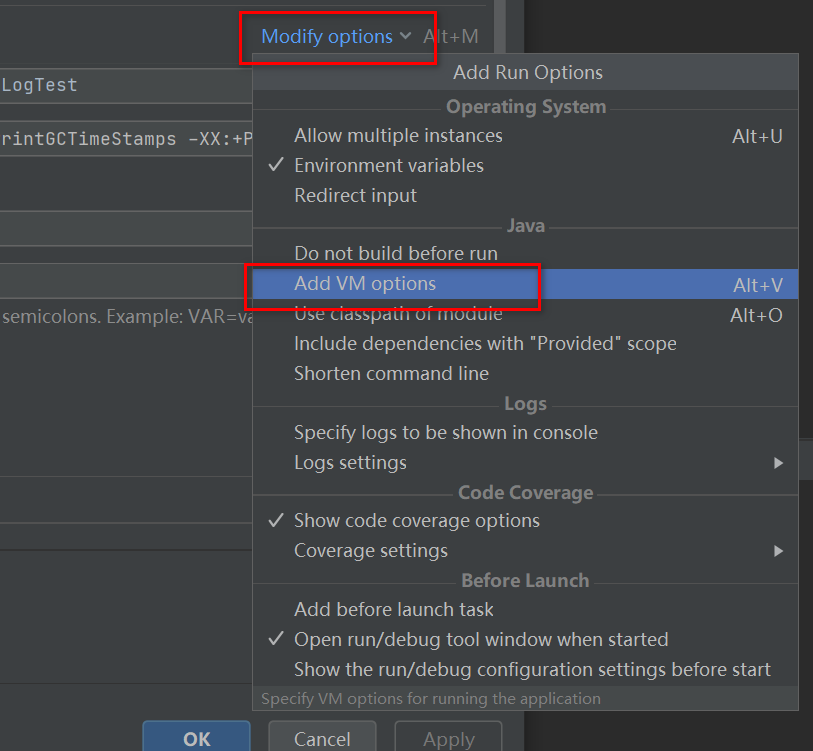 Modify options Alt+M
Add Run Options
LogTest
Operating System
rintGCTimeStamps -XX:+P
Allow multiple instances Alt+U
Environment variables
Redirect input
Java
Do not build before run
Add VM options Alt+V
semicolons. Example: VAR=va
Use classpath of module Alt+O
Include dependencies with "Provided" scope
Shorten command line
Logs
Specify logs to be shown in console
Logs settings
Code Coverage
Show code coverage options
Coverage settings
Before Launch
Add before launch task
Open run/debug tool window when started
Show the run/debug configuration settings before start
Specify VM options for running the application
OK Cancel Apply